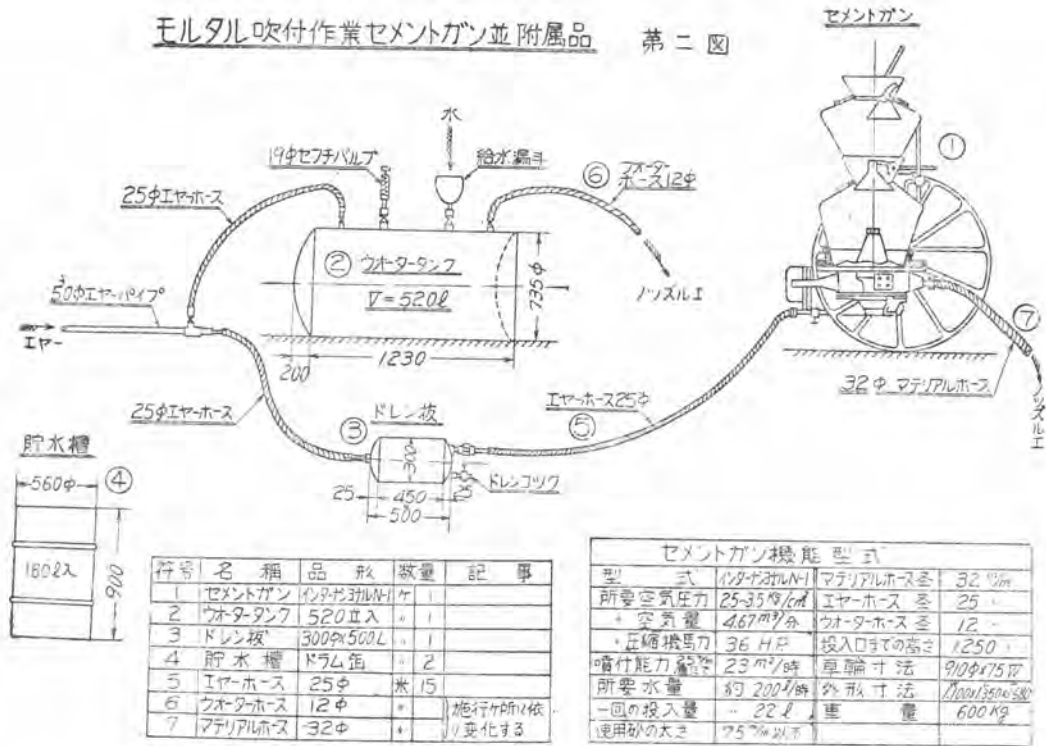 モルタル吹付作業セメントガン並附属品 第二図
セメントガン
水
19φセフチバルブ
給水漏斗
⑥ ウオーターホース12φ
①
25φエヤーホース
② ウオータータンク
V=520ℓ
735φ
ノッズルエ
50φエヤーパイプ
エヤー
1230
200
⑦
32φ マテリアルホース
ノッズルエ
25φエヤーホース
ドレン抜
エヤーホース25φ
③
⑤
300
ドレンコック
25 450 25
500
貯水槽
560φ ④
180ℓ入
900
符号 名称 品形 数量 記事
1 セメントガン インターナショナルN-1 ケ 1
2 ウオータータンク 520立入 〃 1
3 ドレン抜 300φ×500L 〃 1
4 貯水槽 ドラム缶 〃 2
5 エヤーホース 25φ 米 15
6 ウオーターホース 12φ 〃 施行ケ所に依
7 マテリアルホース 32φ 〃 り変化する
セメントガン機能型式
型式 インターナショナルN-1 マテリアルホース径 32 m/m
所要空気圧力 2.5-3.5kg/cm² エヤーホース径 25 〃
〃 空気量 4.67m³/分 ウオーターホース径 12 〃
〃 圧縮機馬力 36 H.P. 投入口までの高さ 1250 〃
噴付能力 23m²/時 車輪寸法 910φ×75W
所要水量 約200ℓ/時 外形寸法
一回の投入量 〃 22ℓ 重量 600kg
使用砂の大さ 以下